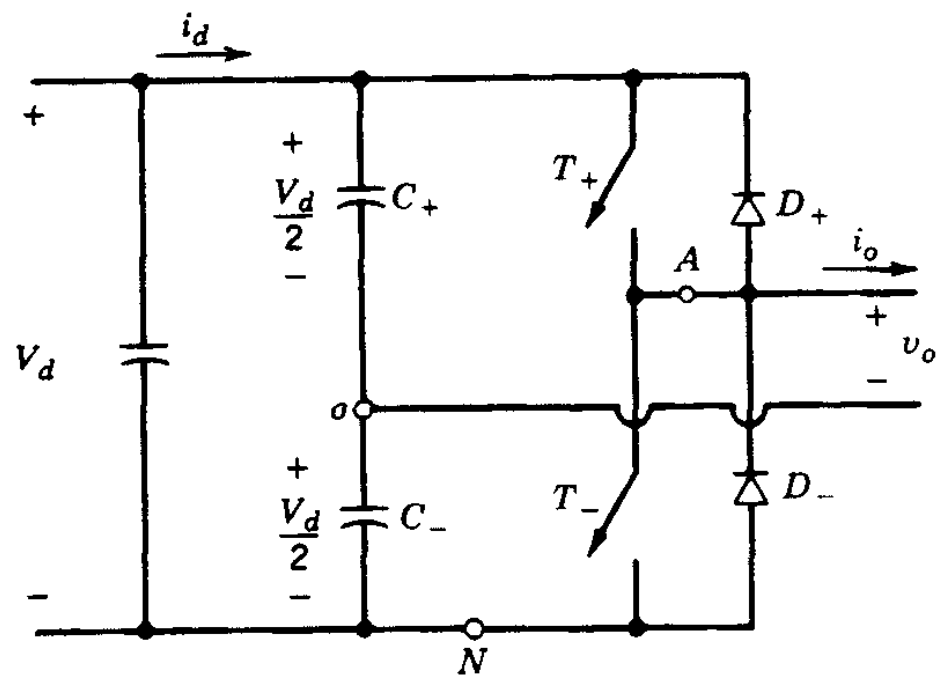 i_d
+
+
V_d
2
−
C_+
T_+
D_+
A
i_o
+
v_o
−
V_d
o
+
V_d
2
−
C_−
T_−
D_−
−
N